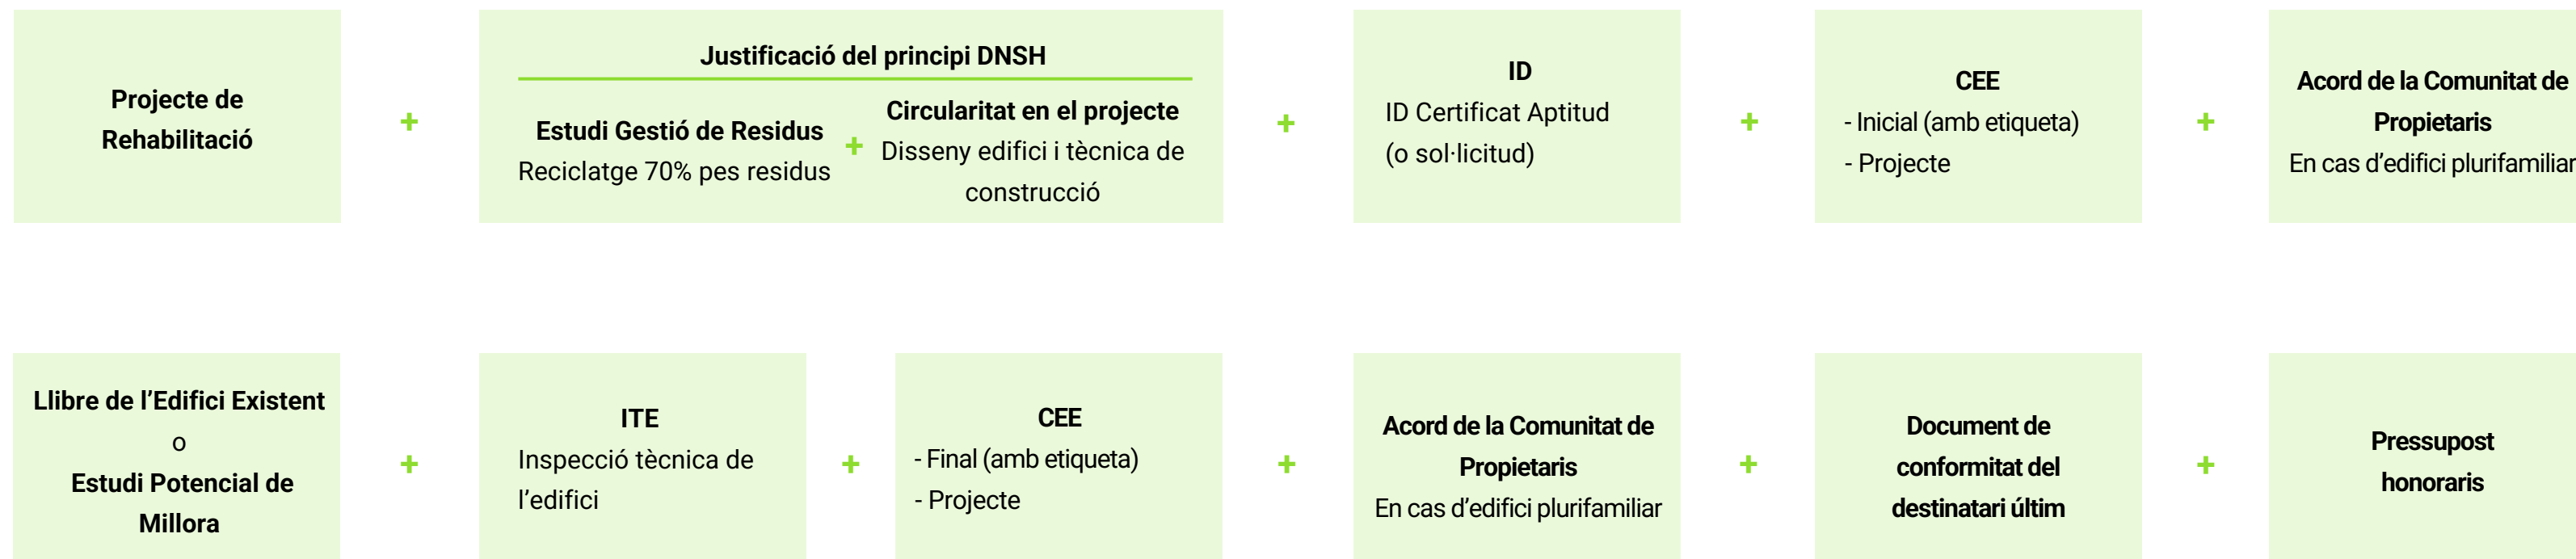 Projecte de
Rehabilitació
+
Justificació del principi DNSH
Estudi Gestió de Residus
Reciclatge 70% pes residus
+
Circularitat en el projecte
Disseny edifici i tècnica de
construcció
+
ID
ID Certificat Aptitud
(o sol·licitud)
+
CEE
- Inicial (amb etiqueta)
- Projecte
+
Acord de la Comunitat de
Propietaris
En cas d’edifici plurifamiliar
Llibre de l’Edifici Existent
o
Estudi Potencial de
Millora
+
ITE
Inspecció tècnica de
l’edifici
+
CEE
- Final (amb etiqueta)
- Projecte
+
Acord de la Comunitat de
Propietaris
En cas d’edifici plurifamiliar
+
Document de
conformitat del
destinatari últim
+
Pressupost
honoraris